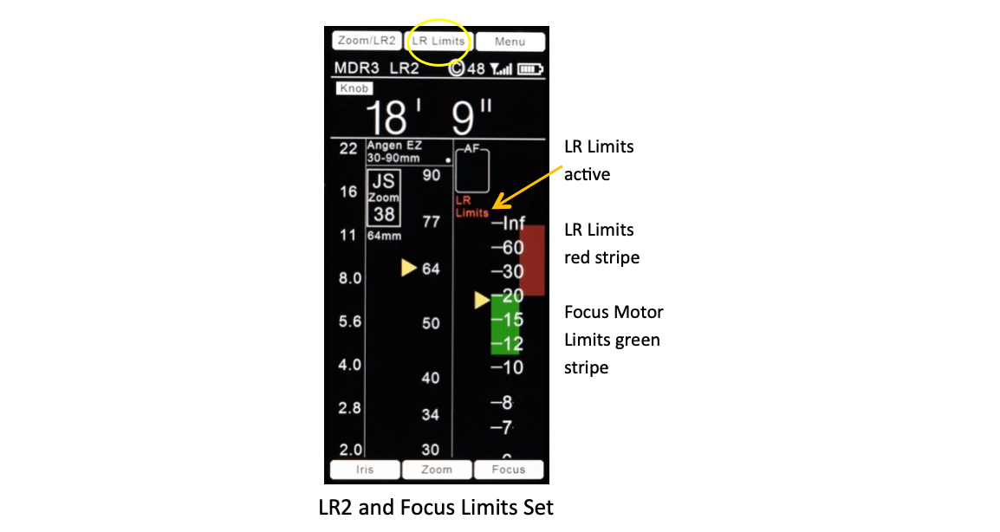 Zoom/LR2 LR Limits Menu
MDR3 LR2 © 48
Knob
18' 9"
22
16
11
8.0
5.6
4.0
2.8
2.0
Angen EZ
30-90mm
JS
Zoom
38
64mm
90
77
64
50
40
34
30
AF
LR
Limits
–Inf
–60
–30
–20
–15
–12
–10
–8
–7
Iris Zoom Focus
LR Limits
active
LR Limits
red stripe
Focus Motor
Limits green
stripe
LR2 and Focus Limits Set